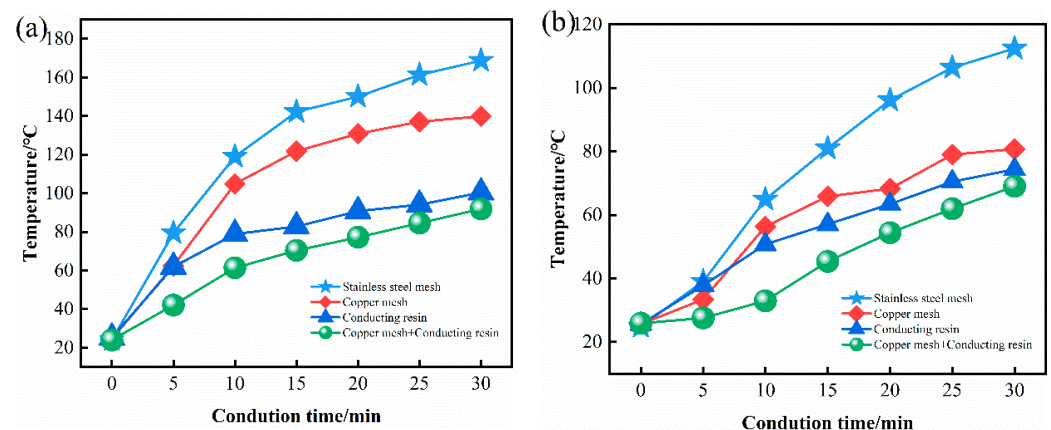 (a)
180
160
140
120
100
80
60
40
20
0 5 10 15 20 25 30
Temperature/℃
Condution time/min
Stainless steel mesh
Copper mesh
Conducting resin
Copper mesh+Conducting resin
(b)
120
100
80
60
40
20
0 5 10 15 20 25 30
Temperature/℃
Condution time/min
Stainless steel mesh
Copper mesh
Conducting resin
Copper mesh+Conducting resin